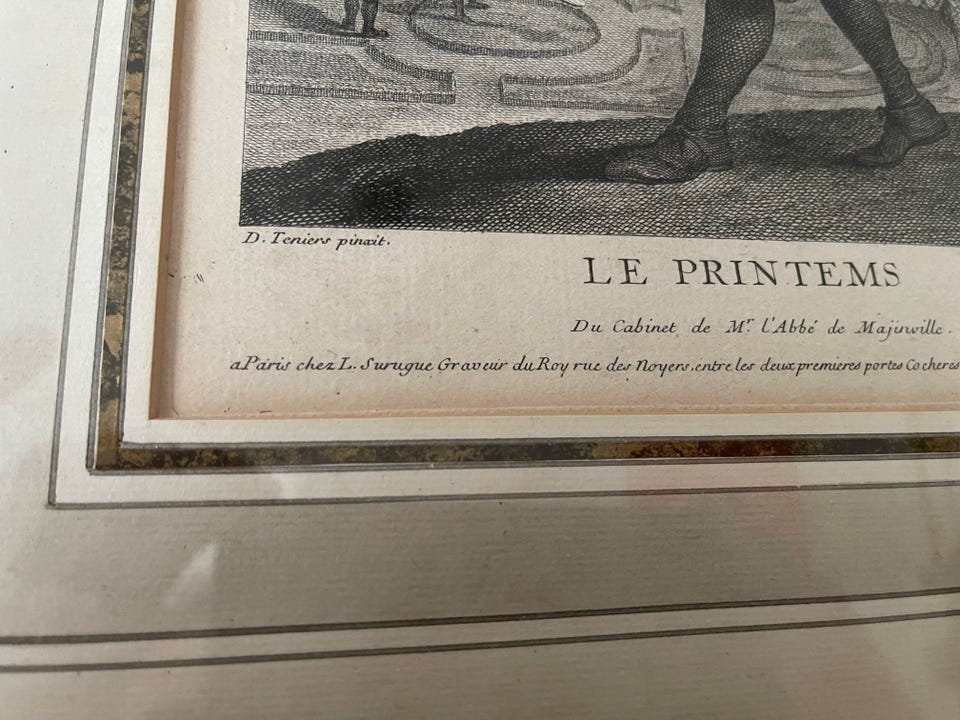 D. Teniers pinxit.
LE PRINTEMS
Du Cabinet de Mr. l'Abbé de Majinville.
a Paris chez L. Surugue Graveur du Roy rue des Noyers, entre les deux premieres portes Cocheres